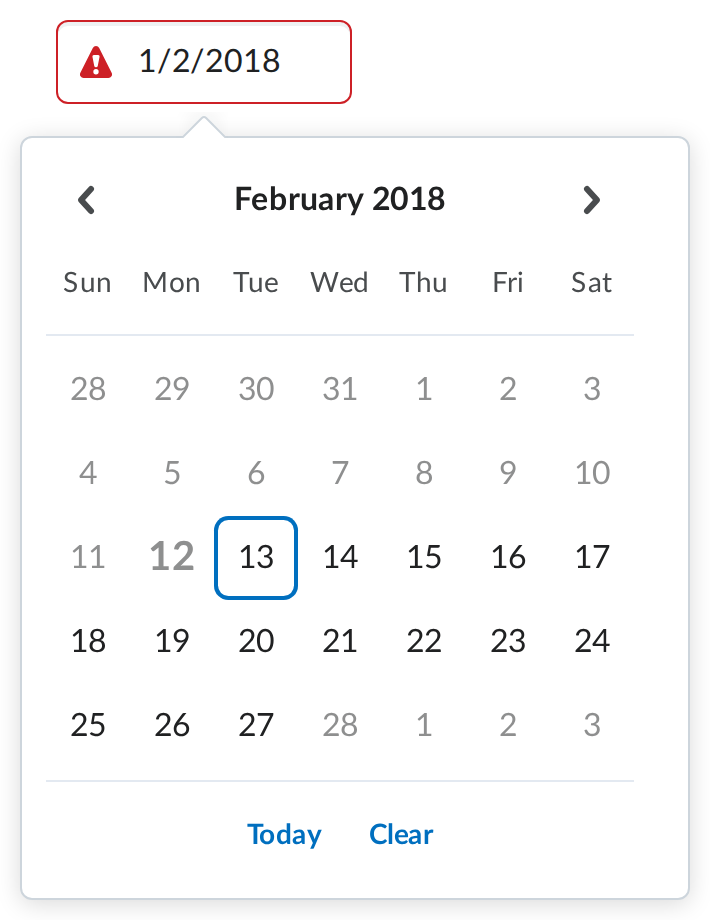 1/2/2018
February 2018
Sun Mon Tue Wed Thu Fri Sat
28 29 30 31 1 2 3
4 5 6 7 8 9 10
11 12 13 14 15 16 17
18 19 20 21 22 23 24
25 26 27 28 1 2 3
Today Clear